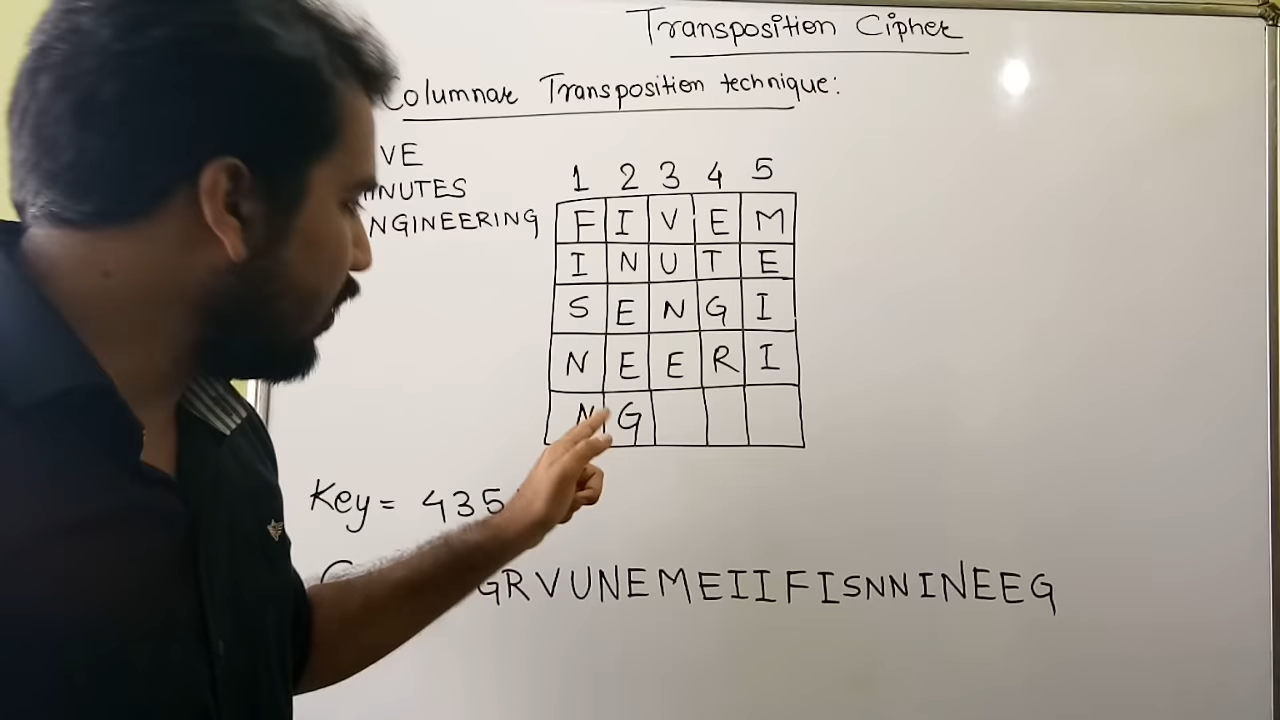 Transposition Cipher
Columnar Transposition technique:
VE
NUTES
NGINEERING
1 2 3 4 5
F I V E M
I N U T E
S E N G I
N E E R I
N G
Key = 435
GRVUNEMEIIFISNNINEEG